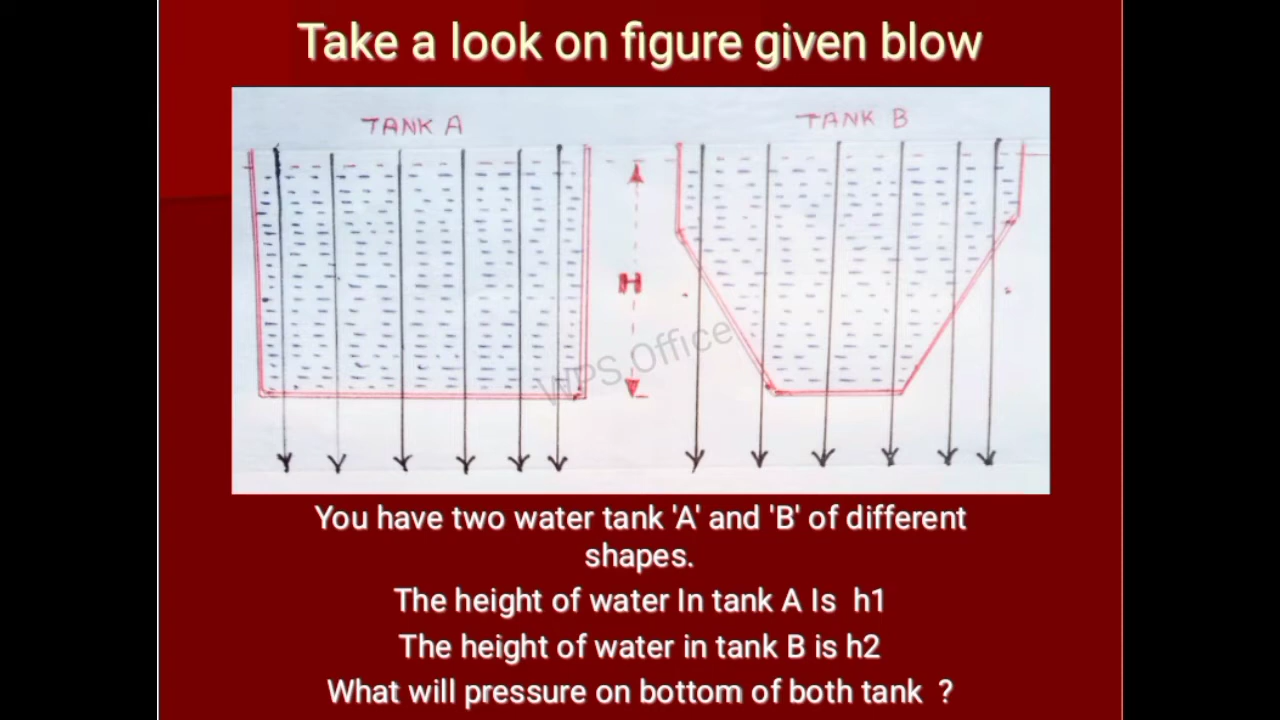 Take a look on figure given blow
TANK A
TANK B
H
WPS Office
You have two water tank 'A' and 'B' of different
shapes.
The height of water In tank A Is h1
The height of water in tank B is h2
What will pressure on bottom of both tank ?